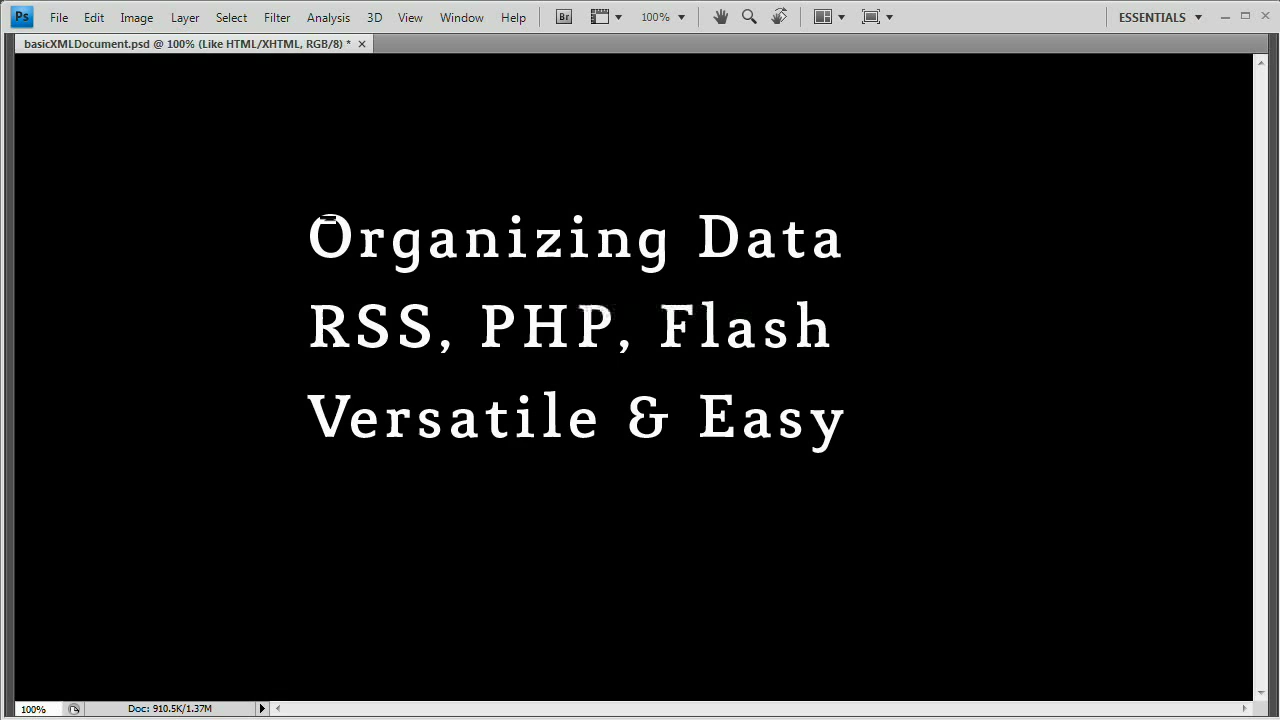 Ps File Edit Image Layer Select Filter Analysis 3D View Window Help Br 100% ESSENTIALS
basicXMLDocument.psd @ 100% (Like HTML/XHTML, RGB/8) *
Organizing Data
RSS, PHP, Flash
Versatile & Easy
100% Doc: 910.5K/1.37M